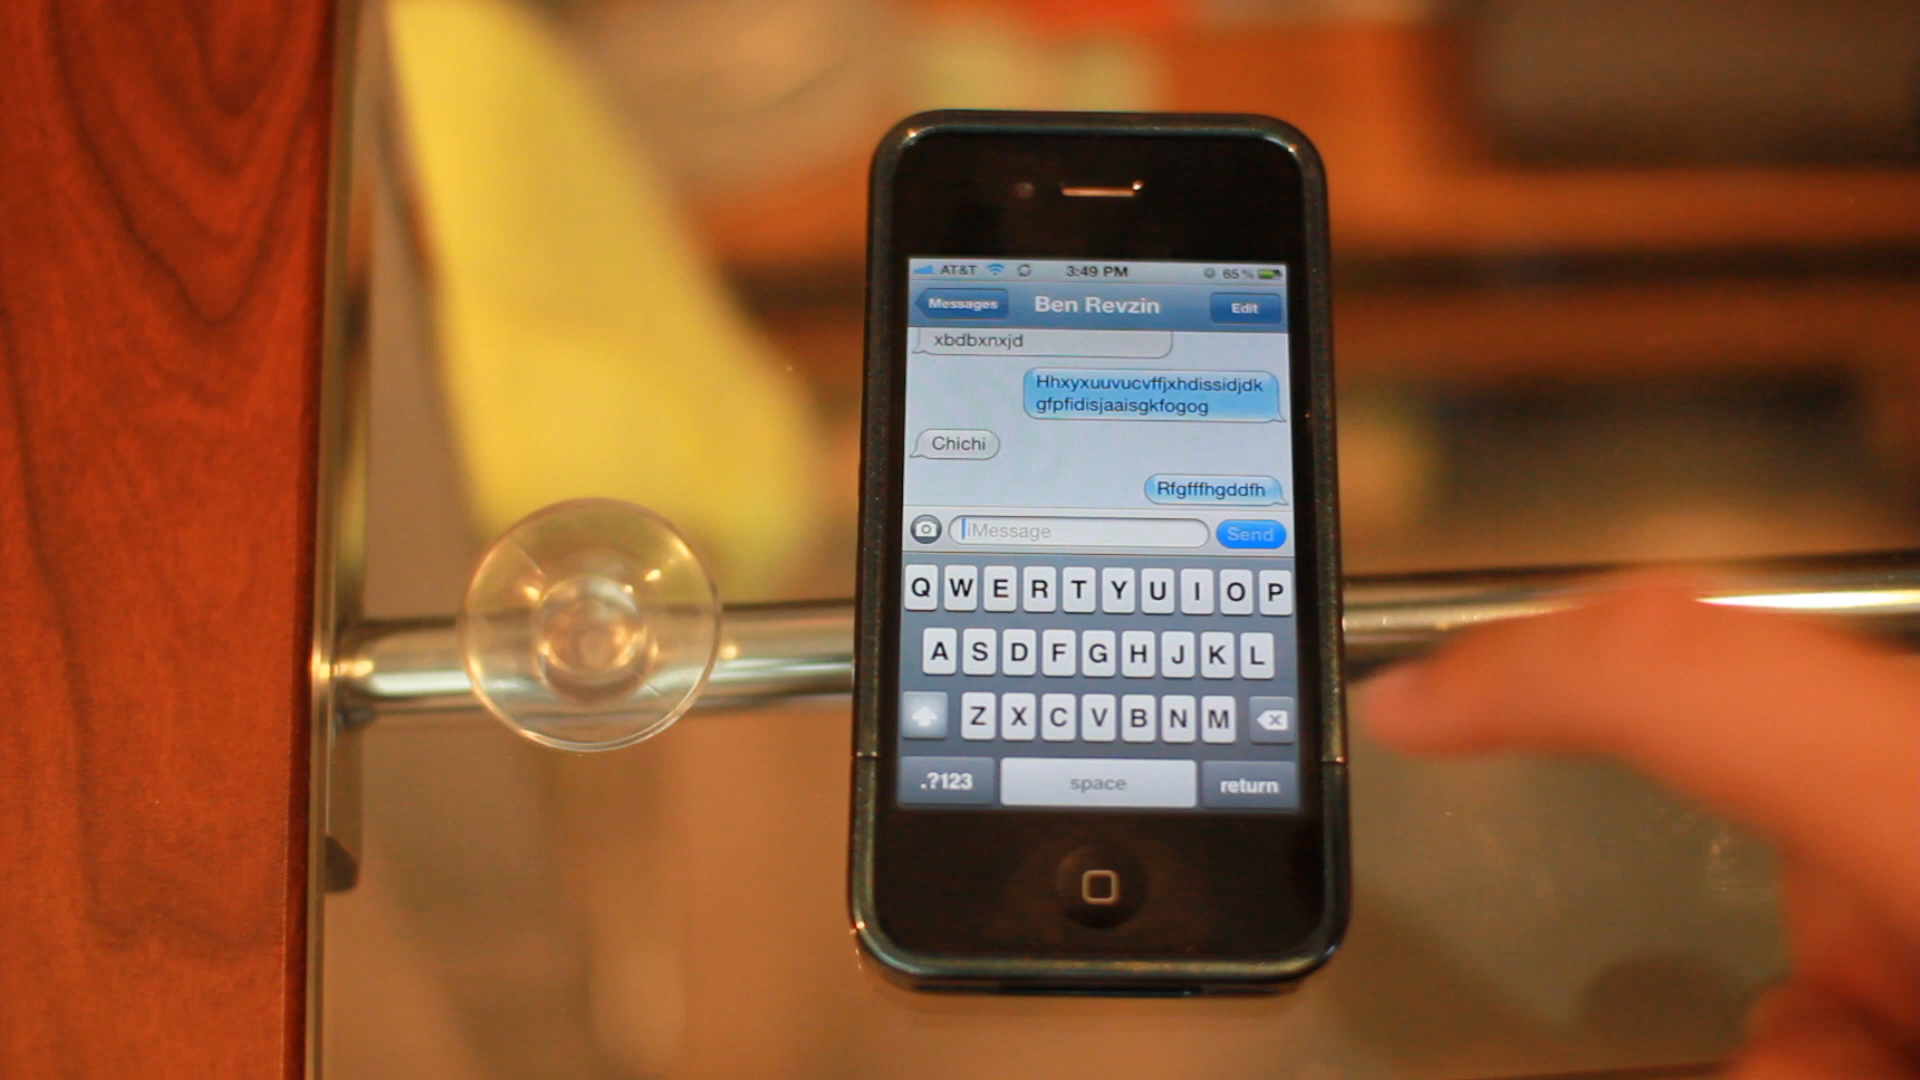 AT&T 3:49 PM 65%
Messages Ben Revzin Edit
xbdbxnxjd
Hhxyxuuvucvffjxhdissidjdk
gfpfidisjaaisgkfogog
Chichi
Rfgfffhgddfh
iMessage Send
Q W E R T Y U I O P
A S D F G H J K L
Z X C V B N M
.?123 space return